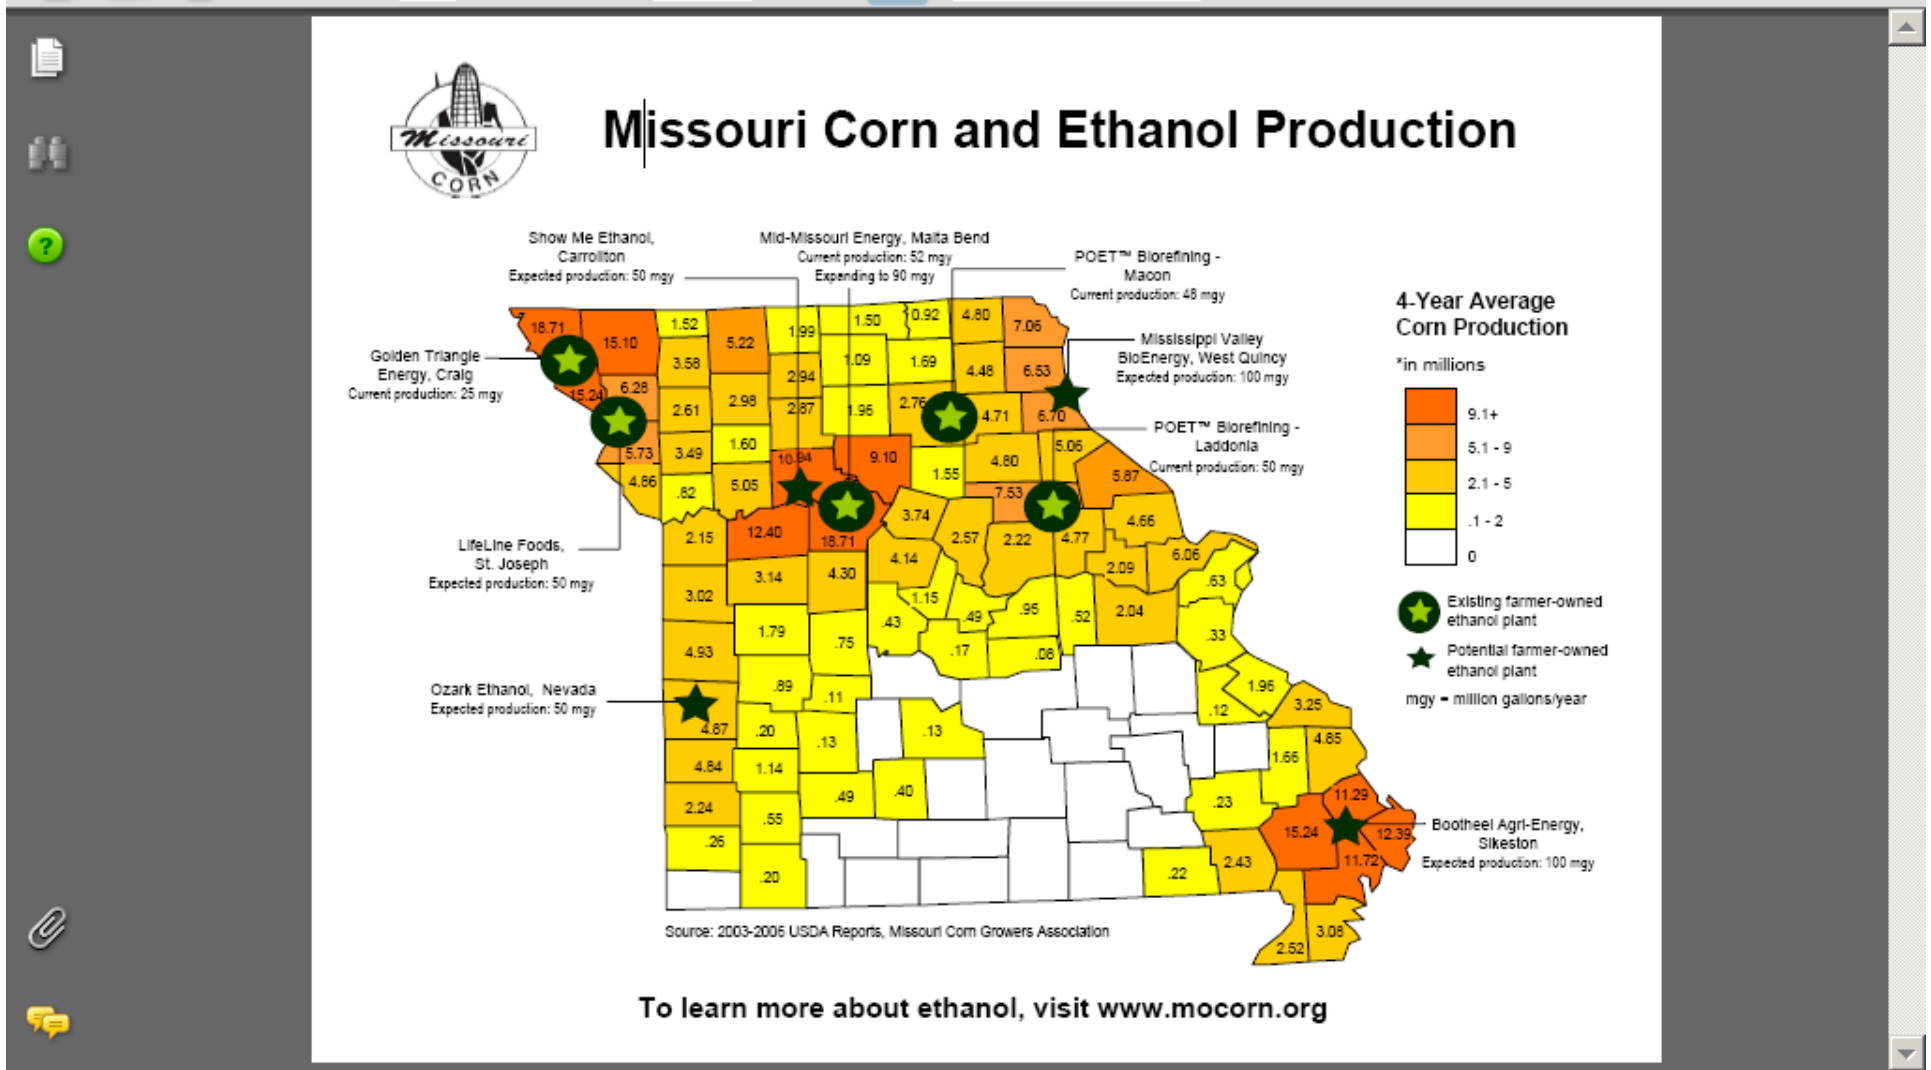 Missouri
CORN
Missouri Corn and Ethanol Production
Show Me Ethanol,
Carrollton
Expected production: 50 mgy
Mid-Missouri Energy, Malta Bend
Current production: 52 mgy
Expanding to 90 mgy
POET™ Biorefining -
Macon
Current production: 48 mgy
Golden Triangle
Energy, Craig
Current production: 25 mgy
Mississippi Valley
BioEnergy, West Quincy
Expected production: 100 mgy
POET™ Biorefining -
Laddonia
Current production: 50 mgy
LifeLine Foods,
St. Joseph
Expected production: 50 mgy
Ozark Ethanol, Nevada
Expected production: 50 mgy
Bootheel Agri-Energy,
Sikeston
Expected production: 100 mgy
4-Year Average
Corn Production
*in millions
9.1+
5.1 - 9
2.1 - 5
.1 - 2
0
Existing farmer-owned
ethanol plant
Potential farmer-owned
ethanol plant
mgy = million gallons/year
18.71
15.10
1.52
5.22
1.99
1.50
0.92
4.80
7.06
3.58
2.94
1.09
1.69
4.48
6.53
15.24
6.28
2.61
2.98
2.87
1.96
2.76
4.71
6.70
5.73
3.49
1.60
10.94
9.10
1.55
4.80
5.06
5.87
4.86
.82
5.05
7.53
3.74
4.66
2.15
12.40
18.71
2.57
2.22
4.77
6.06
4.14
2.09
3.02
3.14
4.30
1.15
.49
.95
.52
2.04
.63
.43
.33
4.93
1.79
.75
.17
.08
.89
.11
1.96
4.87
.20
.13
.13
.12
3.25
4.84
1.14
1.66
4.85
2.24
.49
.40
.23
11.29
.26
.55
15.24
12.39
11.72
.20
.22
2.43
2.52
3.08
Source: 2003-2006 USDA Reports, Missouri Corn Growers Association
To learn more about ethanol, visit www.mocorn.org